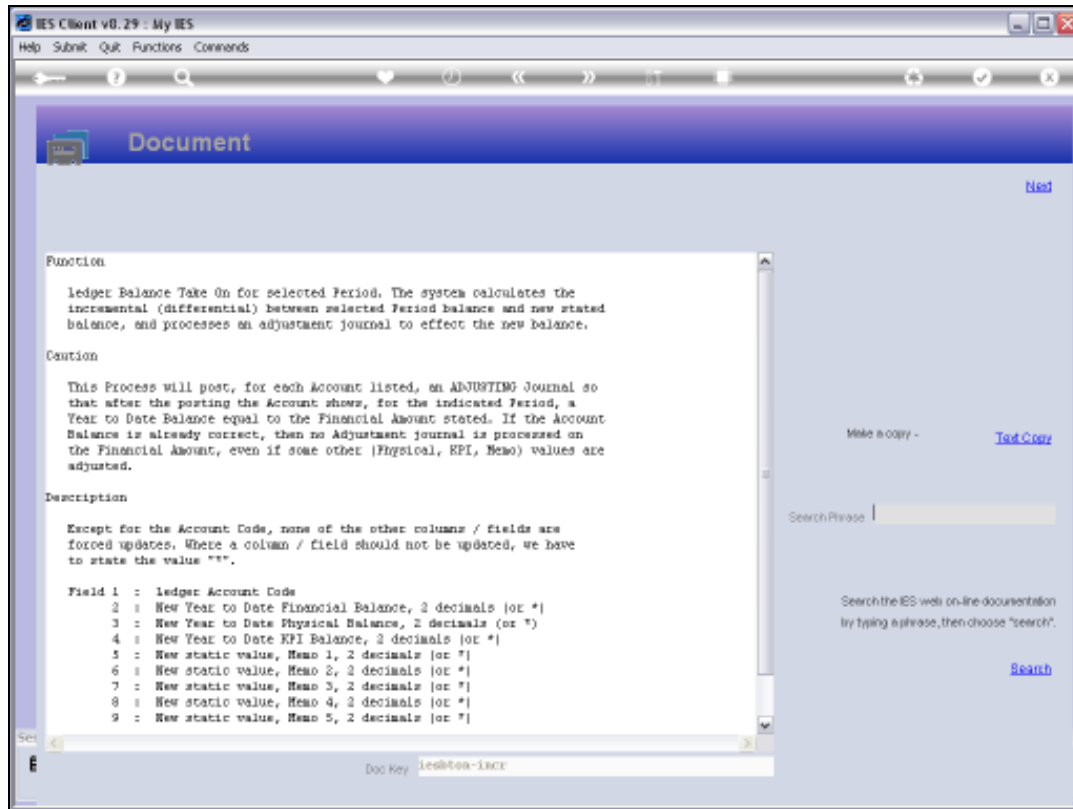 IES Client v8.29 : My IES
Help Submit Quit Functions Commands
Document
Next
Function
ledger Balance Take On for selected Period. The system calculates the
incremental (differential) between selected Period balance and new stated
balance, and processes an adjustment journal to effect the new balance.
Caution
This Process will post, for each Account listed, an ADJUSTING Journal so
that after the posting the Account shows, for the indicated Period, a
Year to Date Balance equal to the Financial Amount stated. If the Account
Balance is already correct, then no Adjustment journal is processed on
the Financial Amount, even if some other (Physical, KPI, Memo) values are
adjusted.
Description
Except for the Account Code, none of the other columns / fields are
forced updates. Where a column / field should not be updated, we have
to state the value "*".
Field 1 : ledger Account Code
2 : New Year to Date Financial Balance, 2 decimals (or *)
3 : New Year to Date Physical Balance, 2 decimals (or *)
4 : New Year to Date KPI Balance, 2 decimals (or *)
5 : New static value, Memo 1, 2 decimals (or *)
6 : New static value, Memo 2, 2 decimals (or *)
7 : New static value, Memo 3, 2 decimals (or *)
8 : New static value, Memo 4, 2 decimals (or *)
9 : New static value, Memo 5, 2 decimals (or *)
Make a copy -
Text Copy
Search Phrase
Search the IES web on-line documentation
by typing a phrase, then choose "search".
Search
Doc Key iesbton-incr